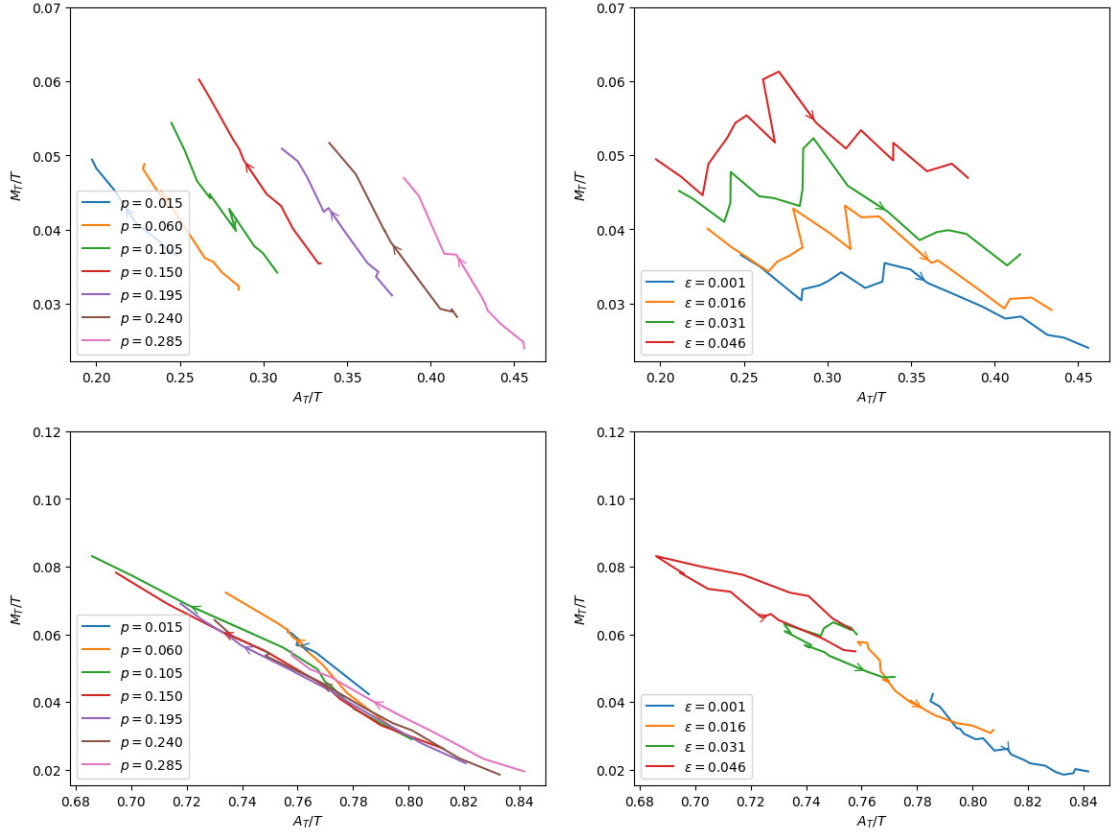 0.07
0.06
0.05
0.04
0.03
M_T/T
p = 0.015
p = 0.060
p = 0.105
p = 0.150
p = 0.195
p = 0.240
p = 0.285
0.20 0.25 0.30 0.35 0.40 0.45
A_T/T
0.07
0.06
0.05
0.04
0.03
M_T/T
ε = 0.001
ε = 0.016
ε = 0.031
ε = 0.046
0.20 0.25 0.30 0.35 0.40 0.45
A_T/T
0.12
0.10
0.08
0.06
0.04
0.02
M_T/T
p = 0.015
p = 0.060
p = 0.105
p = 0.150
p = 0.195
p = 0.240
p = 0.285
0.68 0.70 0.72 0.74 0.76 0.78 0.80 0.82 0.84
A_T/T
0.12
0.10
0.08
0.06
0.04
0.02
M_T/T
ε = 0.001
ε = 0.016
ε = 0.031
ε = 0.046
0.68 0.70 0.72 0.74 0.76 0.78 0.80 0.82 0.84
A_T/T